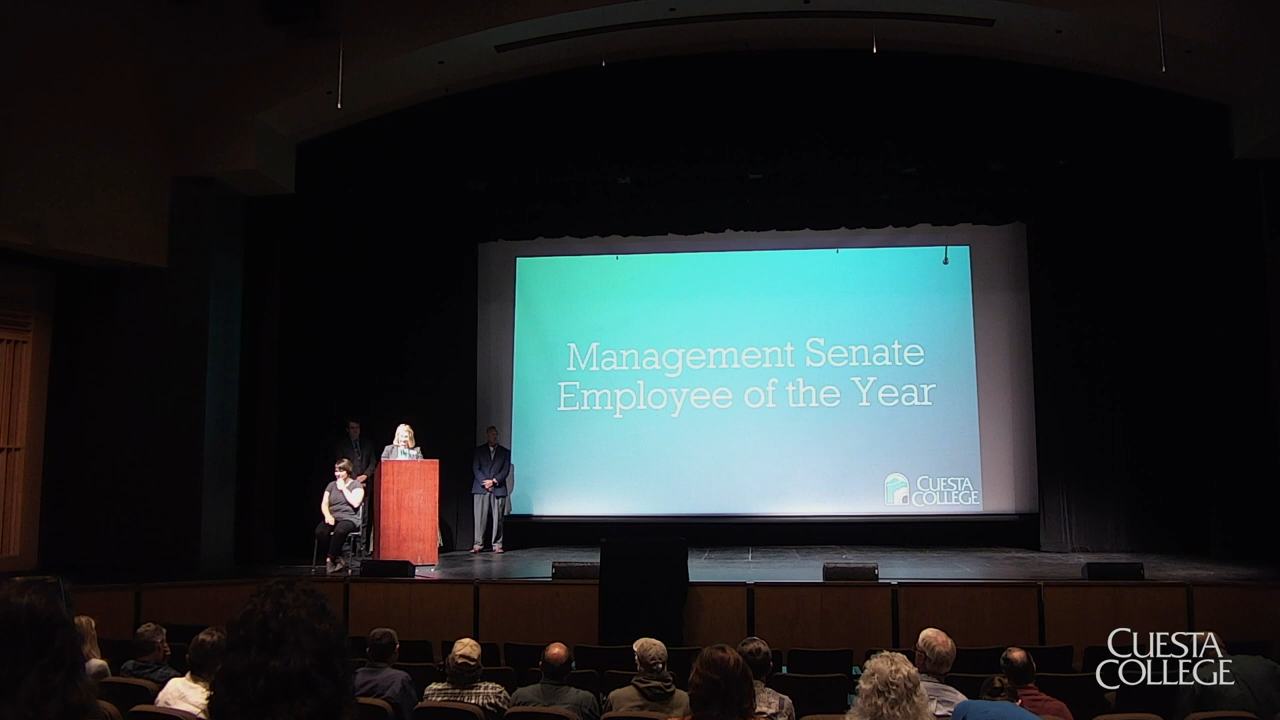 Management Senate
Employee of the Year
CUESTA
COLLEGE
CUESTA
COLLEGE